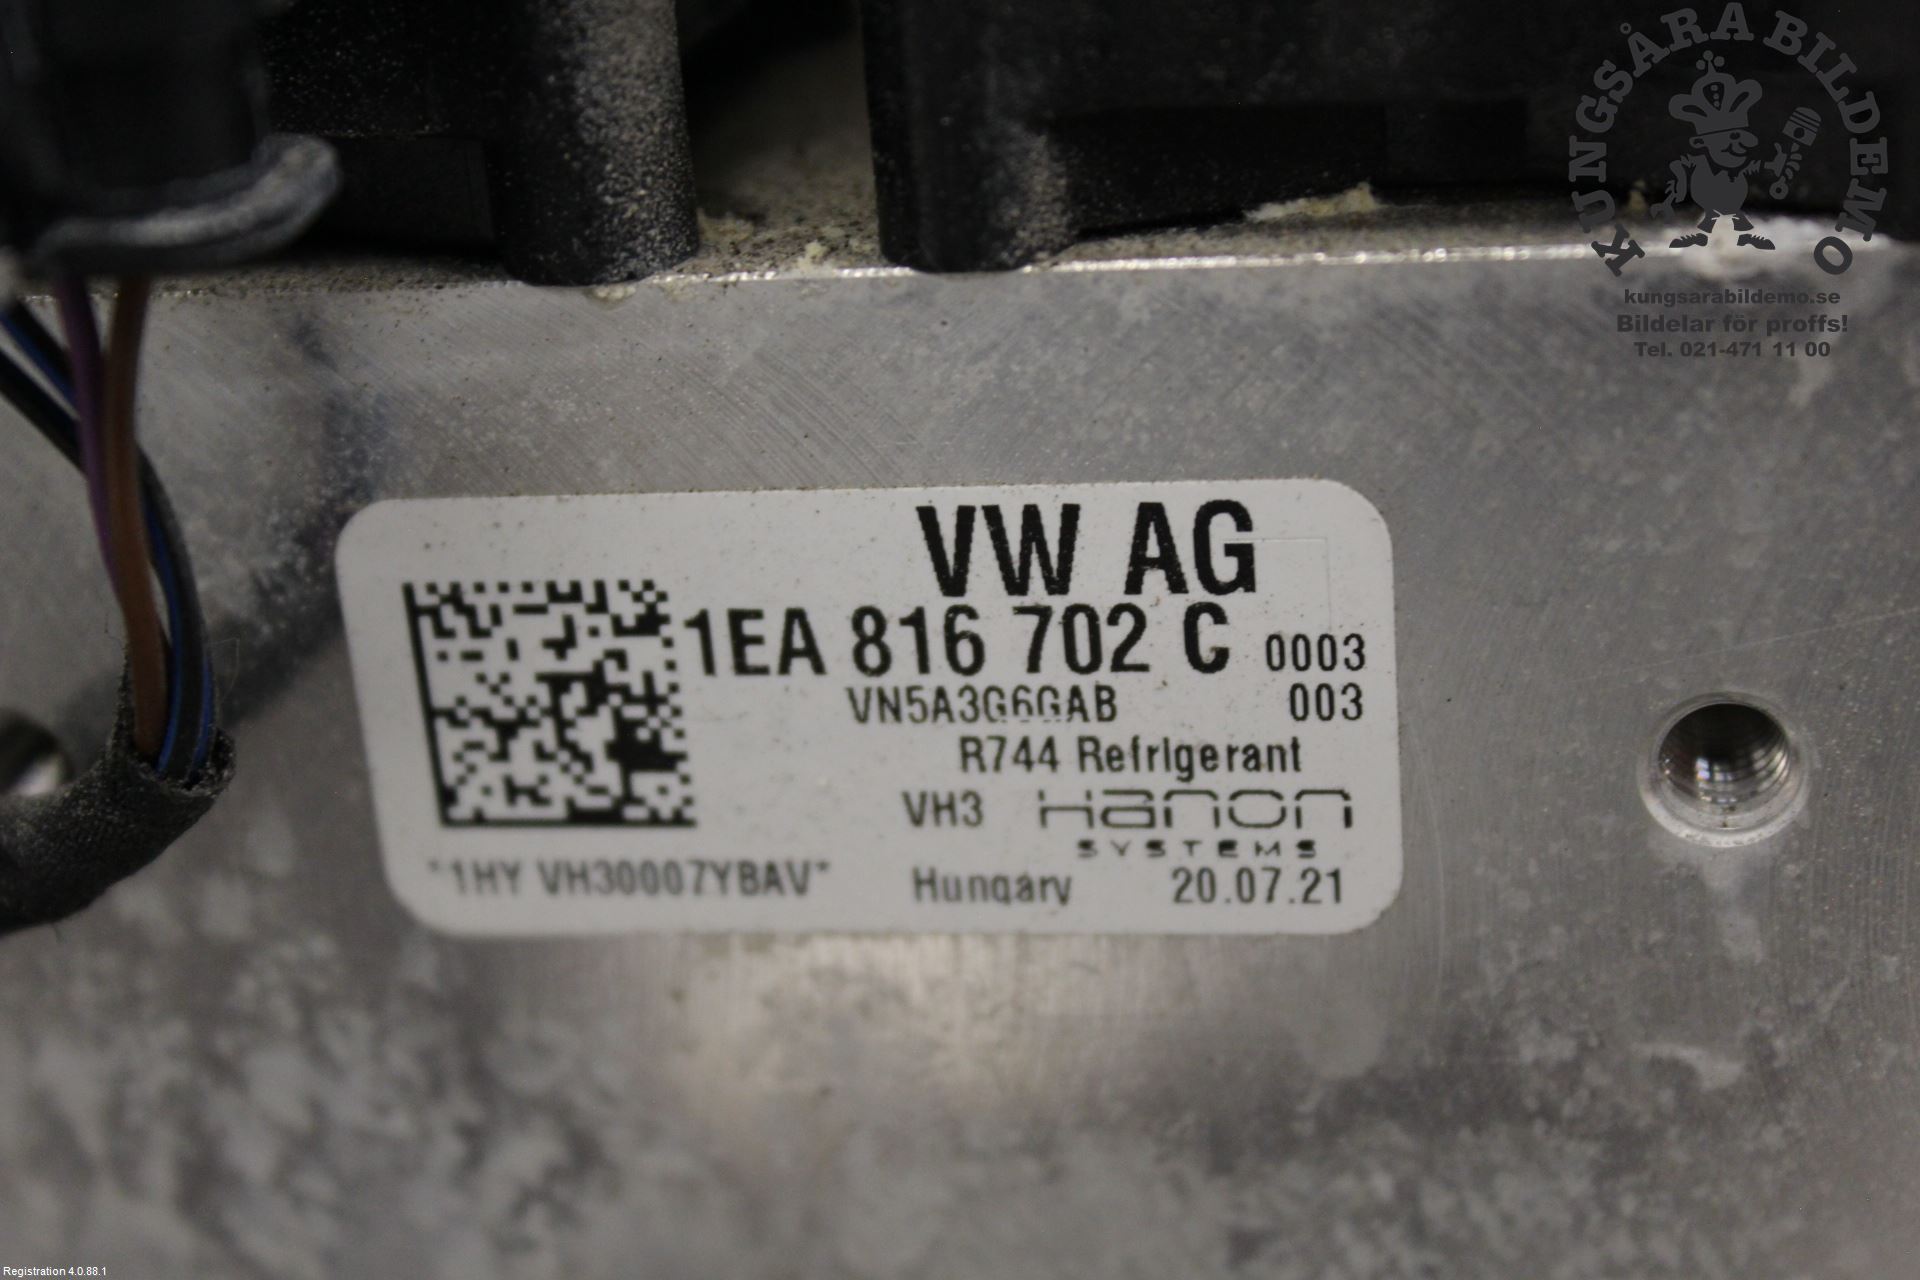 KUNGSÅRA BILDEMO
kungsarabildemo.se
Bildelar för proffs!
Tel. 021-471 11 00
VW AG
1EA 816 702 C 0003
VN5A3G6GAB 003
R744 Refrigerant
VH3 Hanon
SYSTEMS
*1HY VH30007YBAV*
Hungary 20.07.21
Registration 4.0.88.1